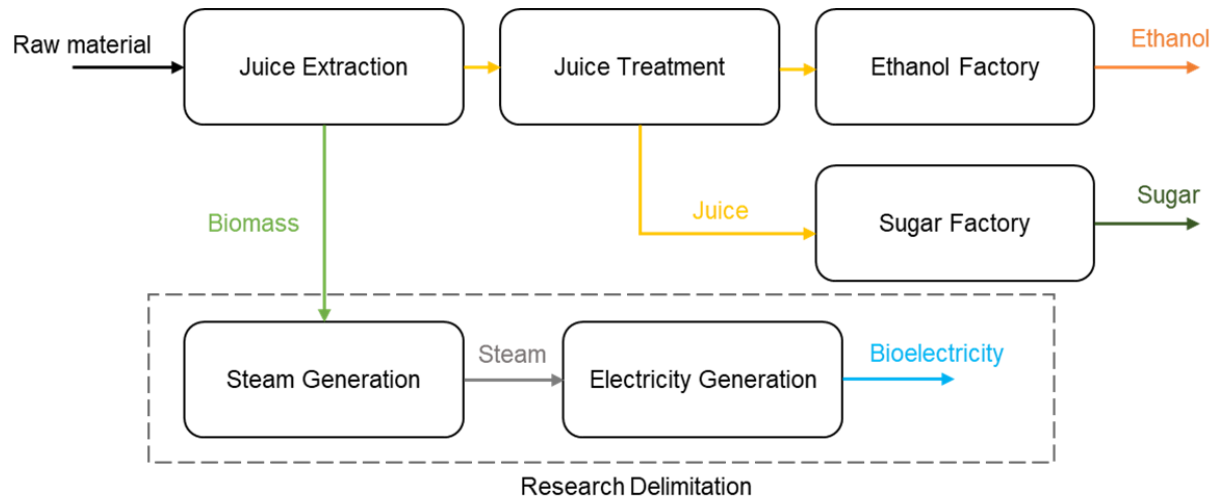 Raw material
Juice Extraction
Juice Treatment
Ethanol Factory
Ethanol
Biomass
Juice
Sugar Factory
Sugar
Steam Generation
Steam
Electricity Generation
Bioelectricity
Research Delimitation